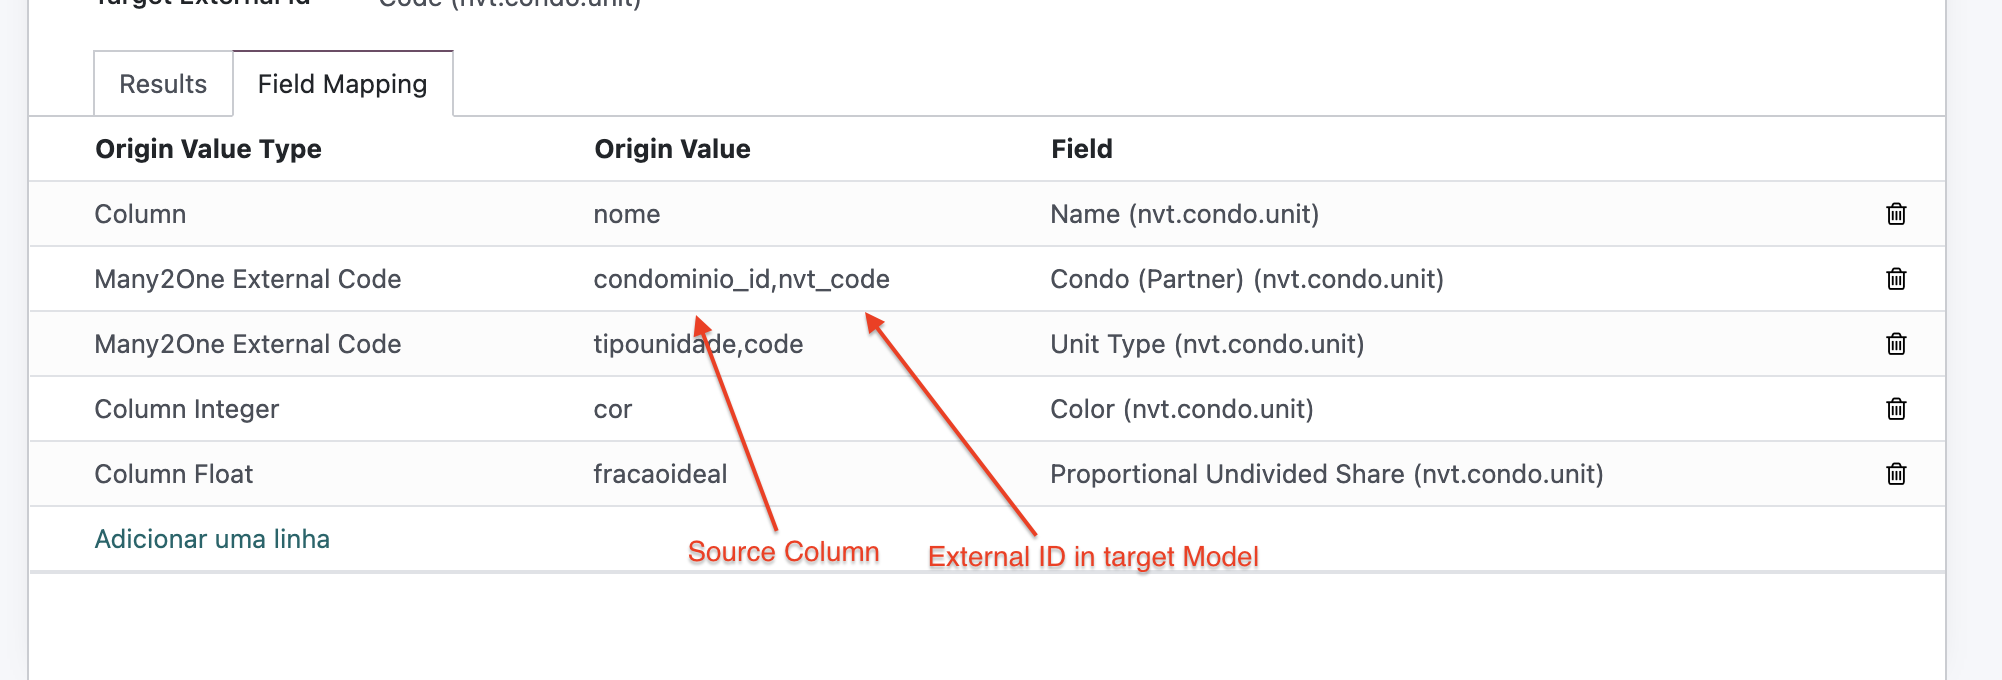 Target External Id Code (nvt.condo.unit)
Results Field Mapping
Origin Value Type Origin Value Field
Column nome Name (nvt.condo.unit)
Many2One External Code condominio_id,nvt_code Condo (Partner) (nvt.condo.unit)
Many2One External Code tipounidade,code Unit Type (nvt.condo.unit)
Column Integer cor Color (nvt.condo.unit)
Column Float fracaoideal Proportional Undivided Share (nvt.condo.unit)
Adicionar uma linha
Source Column External ID in target Model